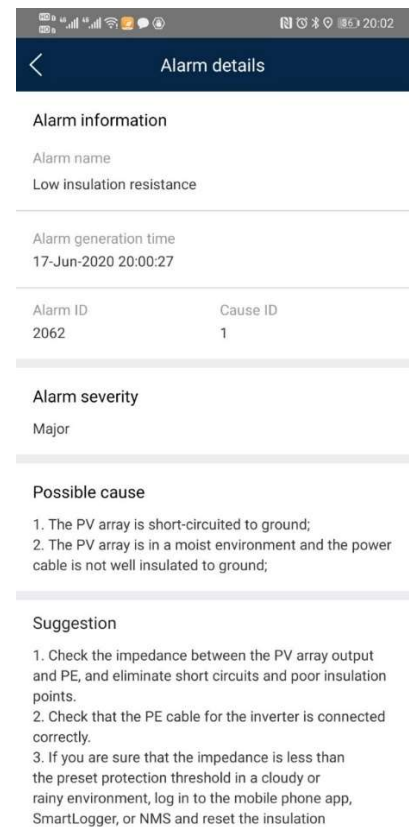 20:02
Alarm details
Alarm information
Alarm name
Low insulation resistance
Alarm generation time
17-Jun-2020 20:00:27
Alarm ID
Cause ID
2062
1
Alarm severity
Major
Possible cause
1. The PV array is short-circuited to ground;
2. The PV array is in a moist environment and the power
cable is not well insulated to ground;
Suggestion
1. Check the impedance between the PV array output
and PE, and eliminate short circuits and poor insulation
points.
2. Check that the PE cable for the inverter is connected
correctly.
3. If you are sure that the impedance is less than
the preset protection threshold in a cloudy or
rainy environment, log in to the mobile phone app,
SmartLogger, or NMS and reset the insulation